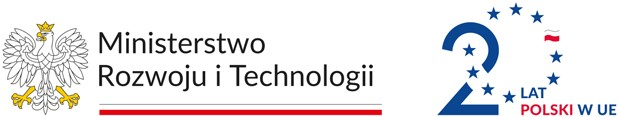 Ministerstwo
Rozwoju i Technologii
20
LAT
POLSKI W UE